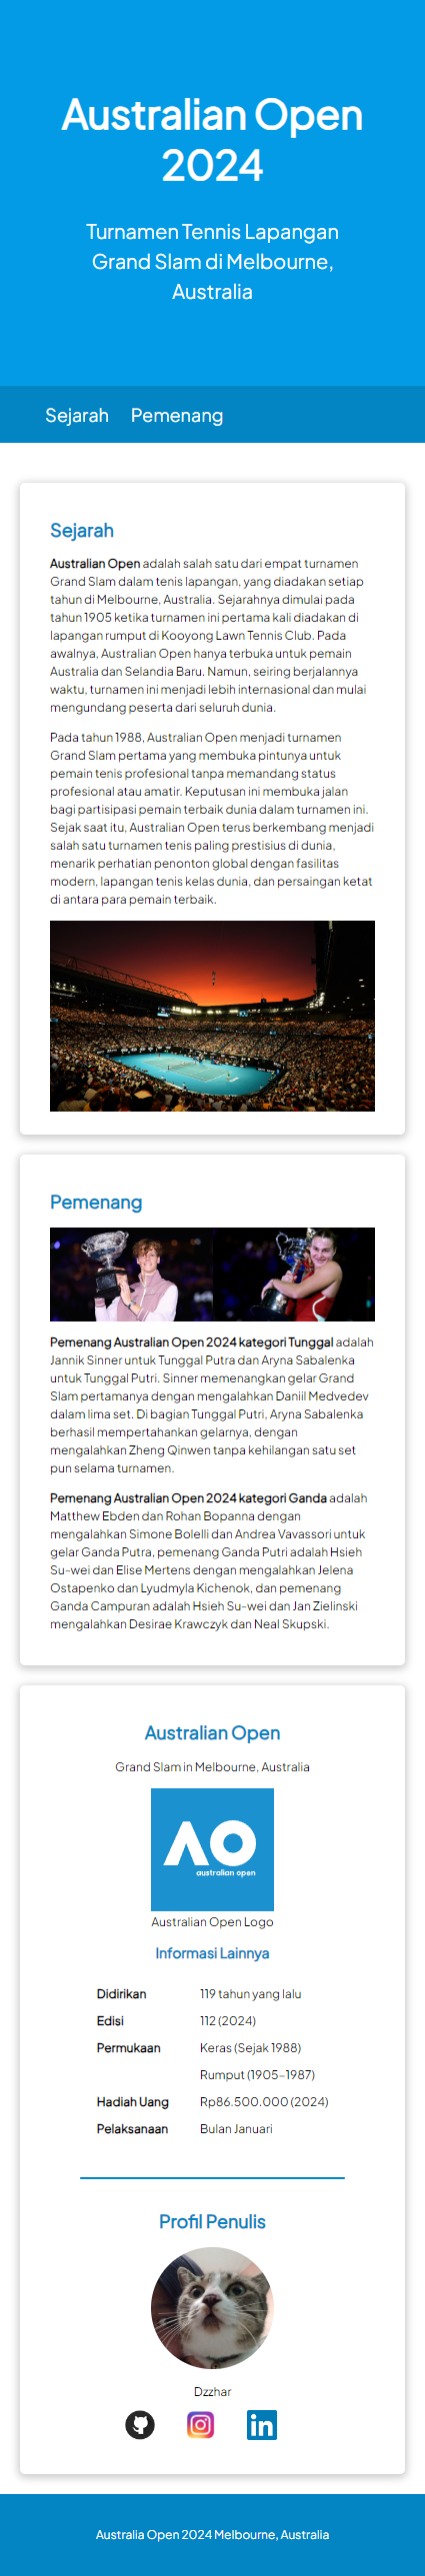 Australian Open
2024
Turnamen Tennis Lapangan
Grand Slam di Melbourne,
Australia
Sejarah Pemenang
Sejarah
Australian Open adalah salah satu dari empat turnamen
Grand Slam dalam tenis lapangan, yang diadakan setiap
tahun di Melbourne, Australia. Sejarahnya dimulai pada
tahun 1905 ketika turnamen ini pertama kali diadakan di
lapangan rumput di Kooyong Lawn Tennis Club. Pada
awalnya, Australian Open hanya terbuka untuk pemain
Australia dan Selandia Baru. Namun, seiring berjalannya
waktu, turnamen ini menjadi lebih internasional dan mulai
mengundang peserta dari seluruh dunia.
Pada tahun 1988, Australian Open menjadi turnamen
Grand Slam pertama yang membuka pintunya untuk
pemain tenis profesional tanpa memandang status
profesional atau amatir. Keputusan ini membuka jalan
bagi partisipasi pemain terbaik dunia dalam turnamen ini.
Sejak saat itu, Australian Open terus berkembang menjadi
salah satu turnamen tenis paling prestisius di dunia,
menarik perhatian penonton global dengan fasilitas
modern, lapangan tenis kelas dunia, dan persaingan ketat
di antara para pemain terbaik.
Pemenang
Pemenang Australian Open 2024 kategori Tunggal adalah
Jannik Sinner untuk Tunggal Putra dan Aryna Sabalenka
untuk Tunggal Putri. Sinner memenangkan gelar Grand
Slam pertamanya dengan mengalahkan Daniil Medvedev
dalam lima set. Di bagian Tunggal Putri, Aryna Sabalenka
berhasil mempertahankan gelarnya, dengan
mengalahkan Zheng Qinwen tanpa kehilangan satu set
pun selama turnamen.
Pemenang Australian Open 2024 kategori Ganda adalah
Matthew Ebden dan Rohan Bopanna dengan
mengalahkan Simone Bolelli dan Andrea Vavassori untuk
gelar Ganda Putra, pemenang Ganda Putri adalah Hsieh
Su-wei dan Elise Mertens dengan mengalahkan Jelena
Ostapenko dan Lyudmyla Kichenok, dan pemenang
Ganda Campuran adalah Hsieh Su-wei dan Jan Zielinski
mengalahkan Desirae Krawczyk dan Neal Skupski.
Australian Open
Grand Slam in Melbourne, Australia
AO
australian open
Australian Open Logo
Informasi Lainnya
Didirikan 119 tahun yang lalu
Edisi 112 (2024)
Permukaan Keras (Sejak 1988)
Rumput (1905–1987)
Hadiah Uang Rp86.500.000 (2024)
Pelaksanaan Bulan Januari
Profil Penulis
Dzzhar
in
Australia Open 2024 Melbourne, Australia